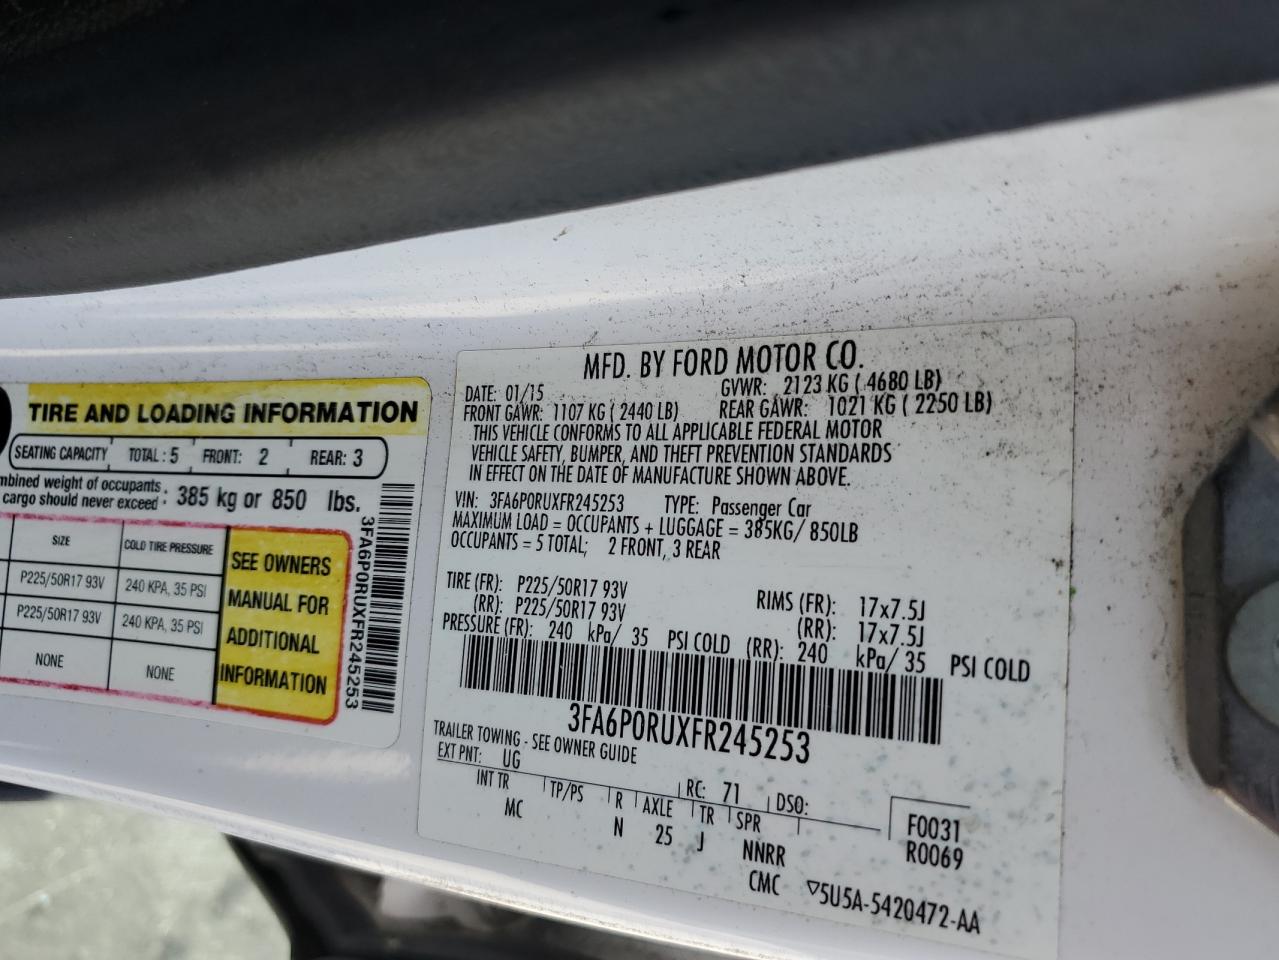 TIRE AND LOADING INFORMATION
SEATING CAPACITY TOTAL: 5 FRONT: 2 REAR: 3
mbined weight of occupants
cargo should never exceed : 385 kg or 850 lbs.
SIZE COLD TIRE PRESSURE
P225/50R17 93V 240 KPA, 35 PSI
P225/50R17 93V 240 KPA, 35 PSI
NONE NONE
SEE OWNERS
MANUAL FOR
ADDITIONAL
INFORMATION
3FA6P0RUXFR245253
MFD. BY FORD MOTOR CO.
DATE: 01/15 GVWR: 2123 KG ( 4680 LB)
FRONT GAWR: 1107 KG ( 2440 LB) REAR GAWR: 1021 KG ( 2250 LB)
THIS VEHICLE CONFORMS TO ALL APPLICABLE FEDERAL MOTOR
VEHICLE SAFETY, BUMPER, AND THEFT PREVENTION STANDARDS
IN EFFECT ON THE DATE OF MANUFACTURE SHOWN ABOVE.
VIN: 3FA6P0RUXFR245253 TYPE: Passenger Car
MAXIMUM LOAD = OCCUPANTS + LUGGAGE = 385KG/ 850LB
OCCUPANTS = 5 TOTAL; 2 FRONT, 3 REAR
TIRE (FR): P225/50R17 93V RIMS (FR): 17x7.5J
(RR): P225/50R17 93V (RR): 17x7.5J
PRESSURE (FR): 240 kPa/ 35 PSI COLD (RR): 240 kPa/ 35 PSI COLD
3FA6P0RUXFR245253
TRAILER TOWING - SEE OWNER GUIDE
EXT PNT: UG RC: 71 DSO:
INT TR TP/PS R AXLE TR SPR
MC N 25 J NNRR
F0031
R0069
CMC ▽5U5A-5420472-AA